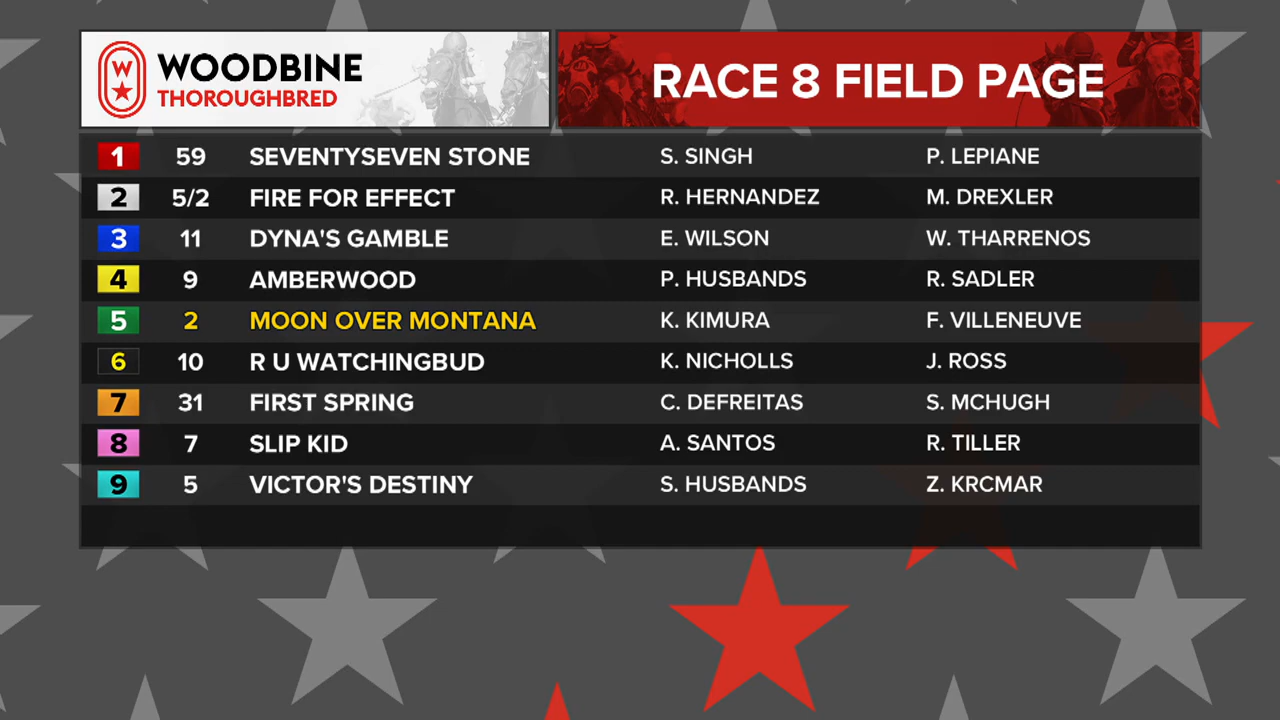 W
WOODBINE
THOROUGHBRED
RACE 8 FIELD PAGE
1 59 SEVENTYSEVEN STONE S. SINGH P. LEPIANE
2 5/2 FIRE FOR EFFECT R. HERNANDEZ M. DREXLER
3 11 DYNA'S GAMBLE E. WILSON W. THARRENOS
4 9 AMBERWOOD P. HUSBANDS R. SADLER
5 2 MOON OVER MONTANA K. KIMURA F. VILLENEUVE
6 10 R U WATCHINGBUD K. NICHOLLS J. ROSS
7 31 FIRST SPRING C. DEFREITAS S. MCHUGH
8 7 SLIP KID A. SANTOS R. TILLER
9 5 VICTOR'S DESTINY S. HUSBANDS Z. KRCMAR